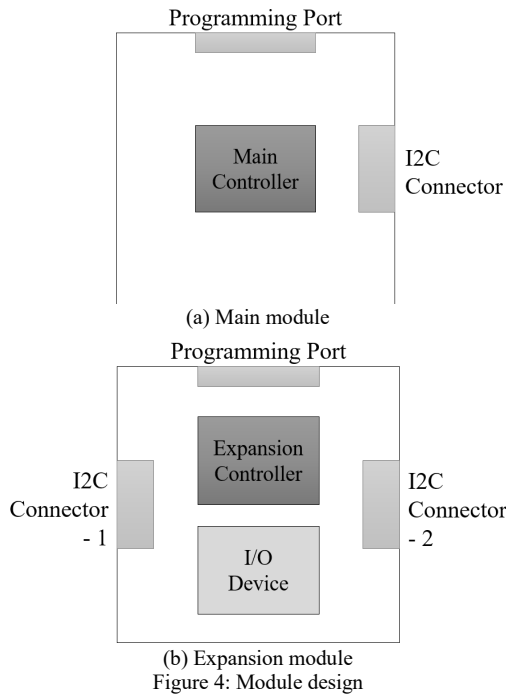 Programming Port
Main
Controller
I2C
Connector
(a) Main module
Programming Port
I2C
Connector
- 1
Expansion
Controller
I/O
Device
I2C
Connector
- 2
(b) Expansion module
Figure 4: Module design